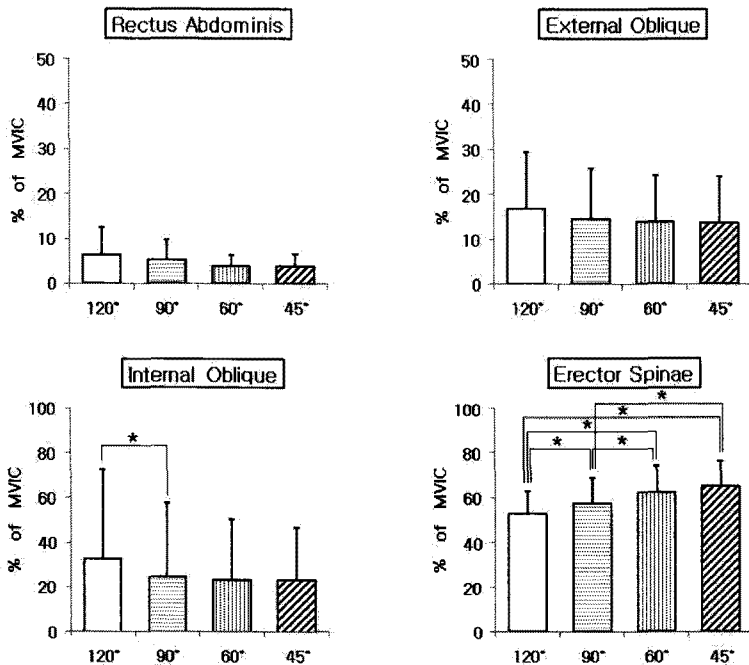 Rectus Abdominis
% of MVIC
50
40
30
20
10
0
120° 90° 60° 45°
External Oblique
% of MVIC
50
40
30
20
10
0
120° 90° 60° 45°
Internal Oblique
% of MVIC
100
80
60
40
20
0
*
120° 90° 60° 45°
Erector Spinae
% of MVIC
100
80
60
40
20
0
*
*
*
* *
120° 90° 60° 45°